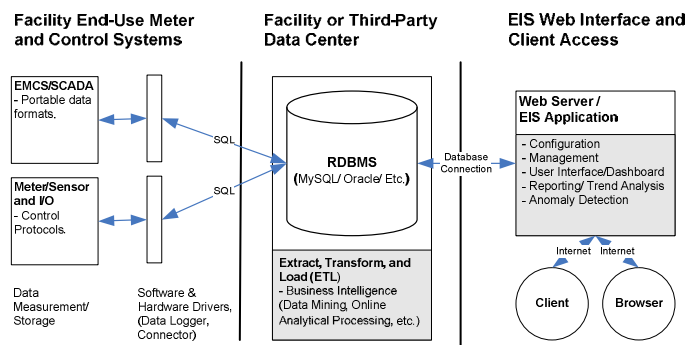 Facility End-Use Meter
and Control Systems
Facility or Third-Party
Data Center
EIS Web Interface and
Client Access
EMCS/SCADA
- Portable data
formats.
Meter/Sensor
and I/O
- Control
Protocols.
Data
Measurement/
Storage
Software &
Hardware Drivers,
(Data Logger,
Connector)
SQL
SQL
RDBMS
(MySQL/ Oracle/ Etc.)
Extract, Transform, and
Load (ETL)
- Business Intelligence
(Data Mining, Online
Analytical Processing, etc.)
Database
Connection
Web Server /
EIS Application
- Configuration
- Management
- User Interface/Dashboard
- Reporting/ Trend Analysis
- Anomaly Detection
Internet
Internet
Client
Browser